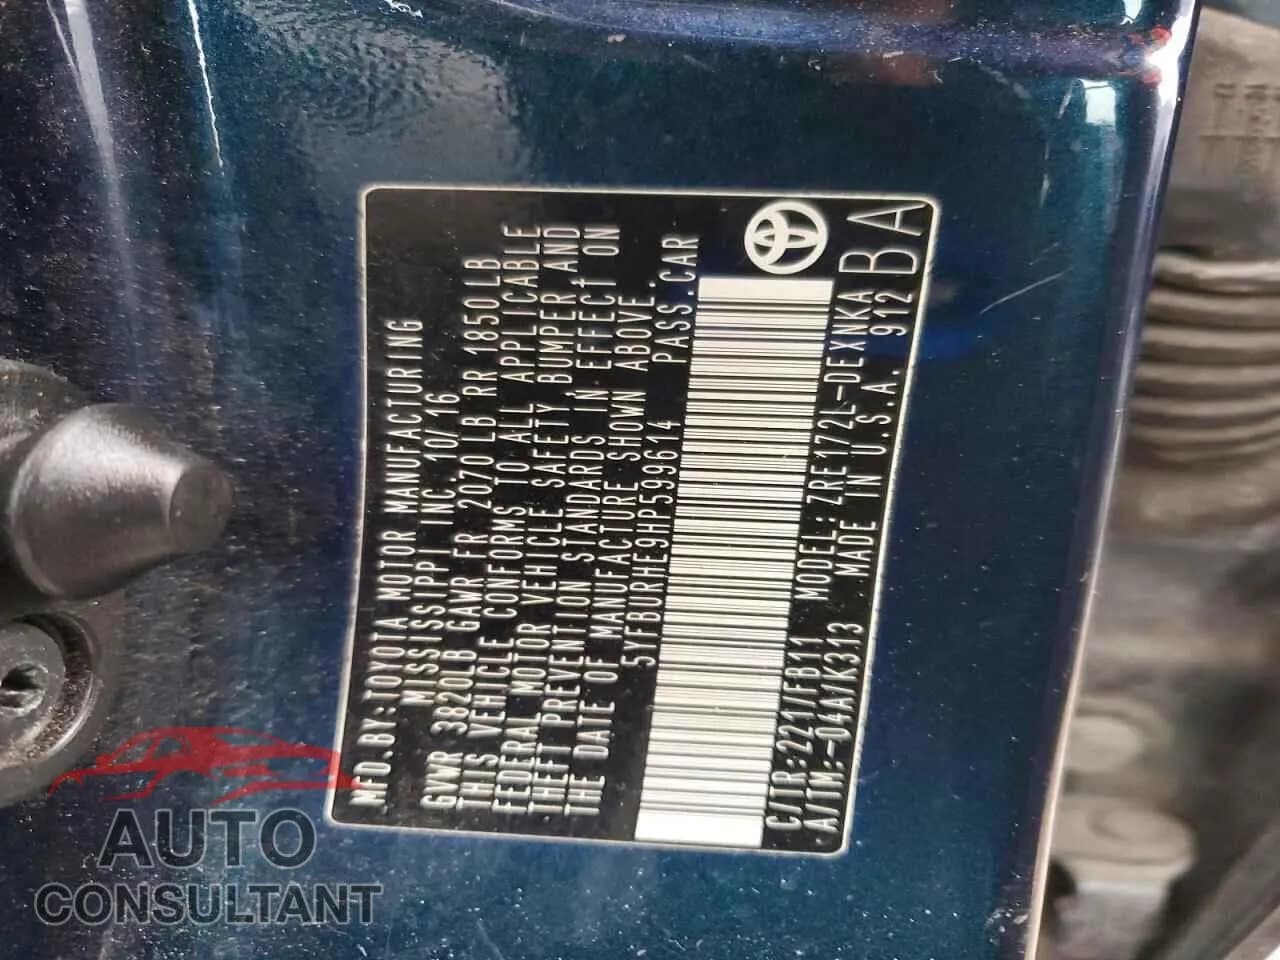 MFD.BY:TOYOTA MOTOR MANUFACTURING
MISSISSIPPI INC. 10/16
GVWR 3820LB GAWR FR 2070LB RR 1850LB
THIS VEHICLE CONFORMS TO ALL APPLICABLE
FEDERAL MOTOR VEHICLE SAFETY, BUMPER AND
THEFT PREVENTION STANDARDS IN EFFECT ON
THE DATE OF MANUFACTURE SHOWN ABOVE.
5YFBURHE9HP599614 PASS.CAR
C/TR:221/FB11 MODEL:ZRE172L-DEXNKA BA
A/TM:-04A/K313 MADE IN U.S.A. 912
AUTO
CONSULTANT